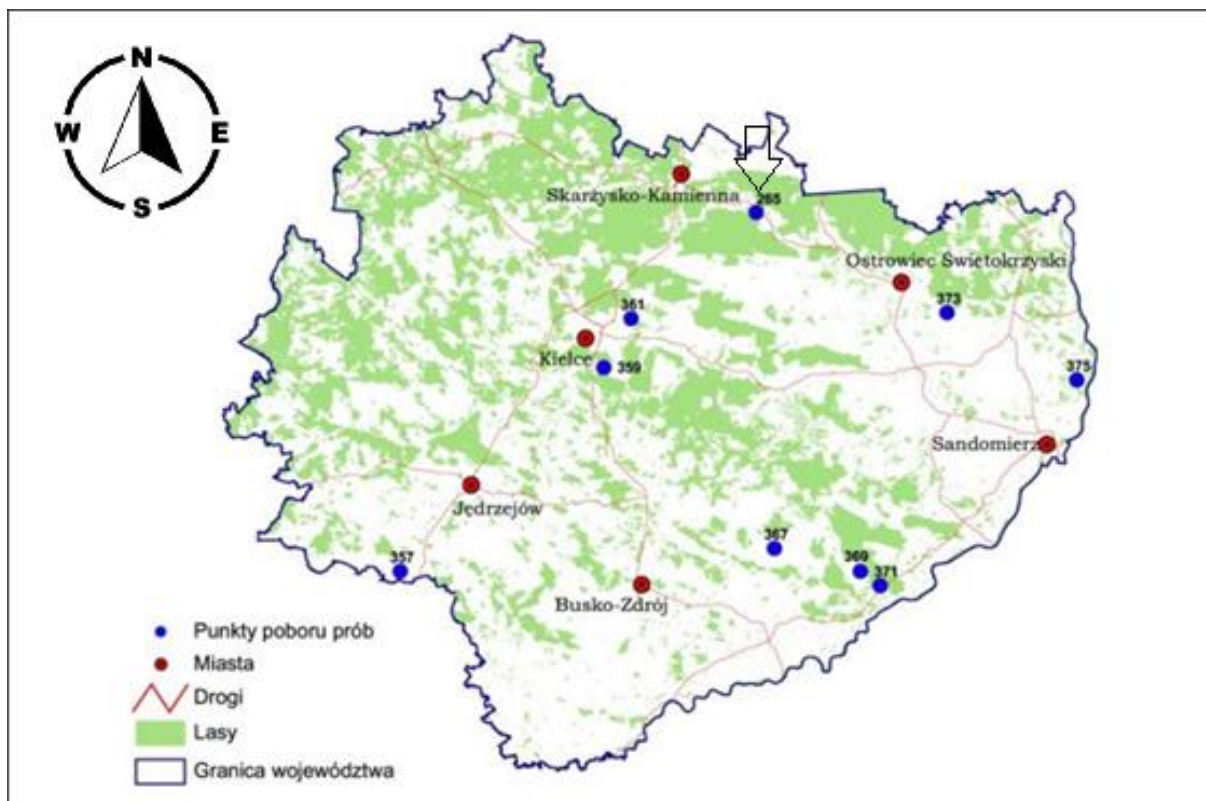 N
W E
S
Skarżysko-Kamienna
265
Ostrowiec Świętokrzyski
361
373
Kielce
359
375
Sandomierz
Jędrzejów
367
357
369
371
Busko-Zdrój
Punkty poboru prób
Miasta
Drogi
Lasy
Granica województwa